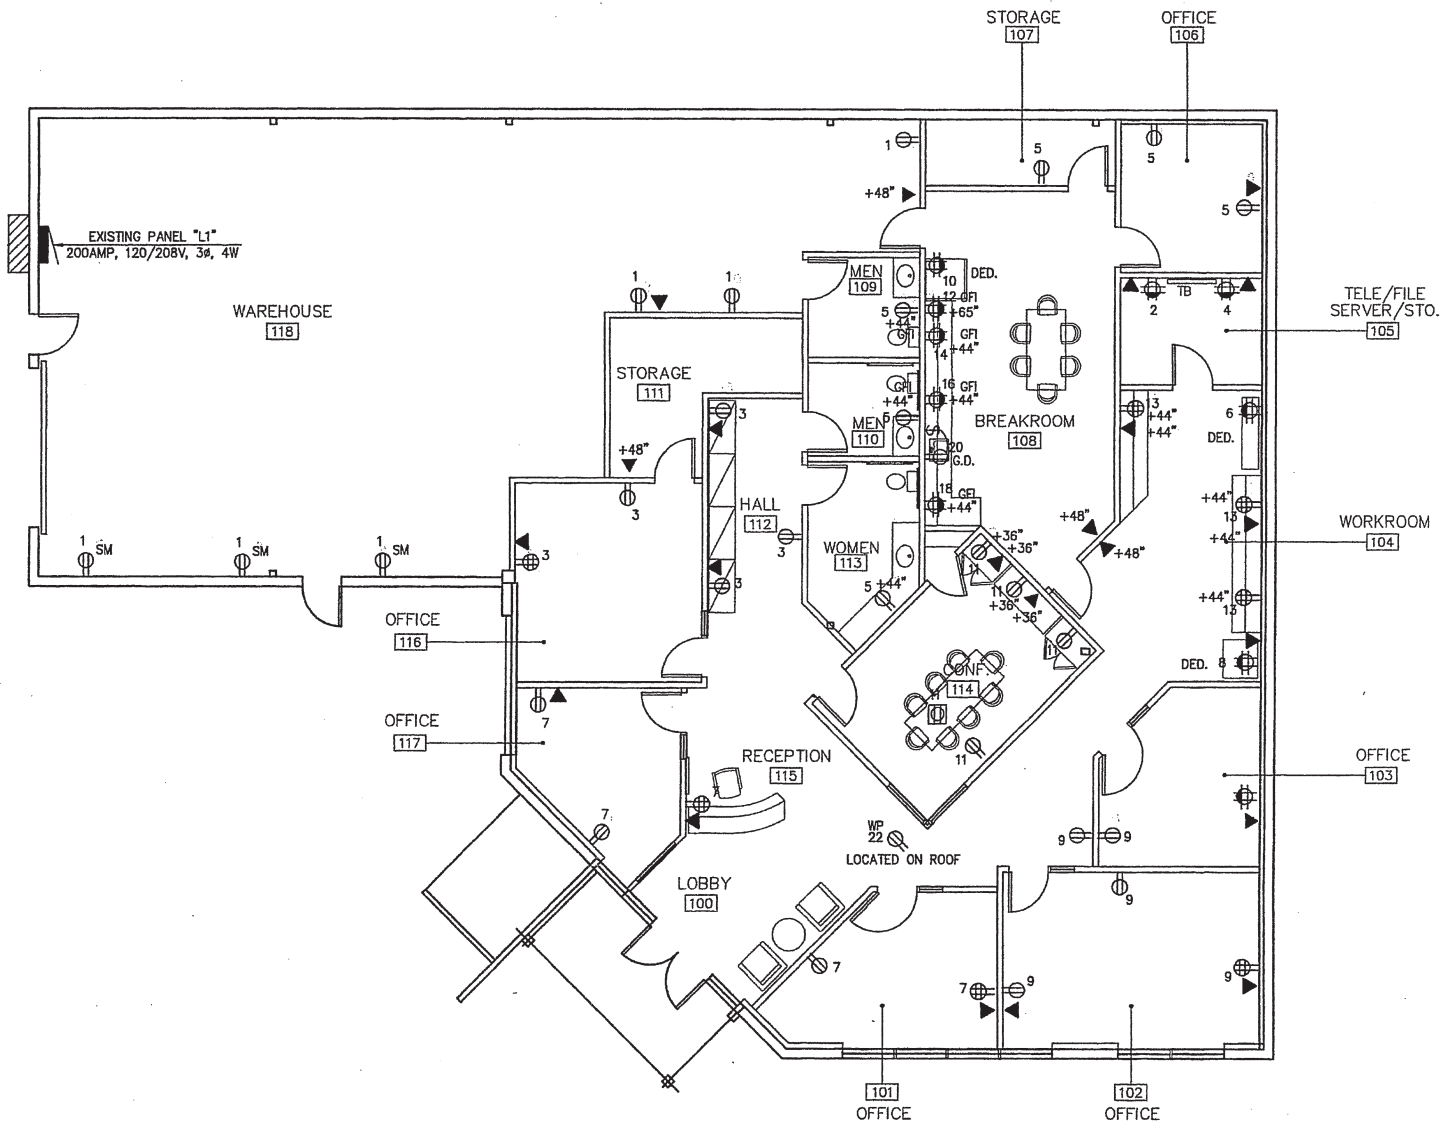 STORAGE
107
OFFICE
106
1
5
5
+48"
5
EXISTING PANEL "L1"
200AMP, 120/208V, 3ø, 4W
MEN
109
10
DED.
1
1
12
GFI
+65"
TB
2
4
TELE/FILE
SERVER/STO.
105
WAREHOUSE
118
5
+44"
GFI
GFI
14
+44"
STORAGE
111
GFI
+44"
16
GFI
+44"
3
5
MEN
110
BREAKROOM
108
13
+44"
+44"
6
DED.
S
20
G.D.
+48"
3
HALL
112
18
GFI
+44"
+44"
13
+44"
WORKROOM
104
+48"
+48"
1
SM
1
SM
1
SM
3
3
3
WOMEN
113
+36"
+36"
11
5
+44"
11
+36"
+36"
+44"
13
OFFICE
116
11
DED.
8
CONF.
114
11
7
OFFICE
117
11
RECEPTION
115
OFFICE
103
7
WP
22
LOCATED ON ROOF
9
9
LOBBY
100
9
7
7
9
9
101
OFFICE
102
OFFICE